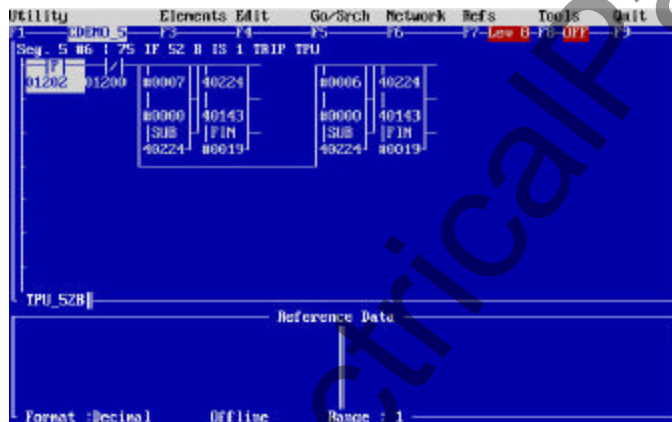 Utility Elements Edit Go/Srch Network Refs Tools Quit
F1 XDEMO_5 F3 F4 F5 F6 F7-Lev 8-F8-OFF F9
Seg. 5 #6 | 75 IF 52 B IS 1 TRIP TPU
P /
01202 01200 #0007 40224 #0006 40224
#0000 40143 #0000 40143
SUB FIN SUB FIN
40224 #0019 40224 #0019
TPU_52B
Reference Data
Format :Decimal Offline Range : 1
ctricalPa